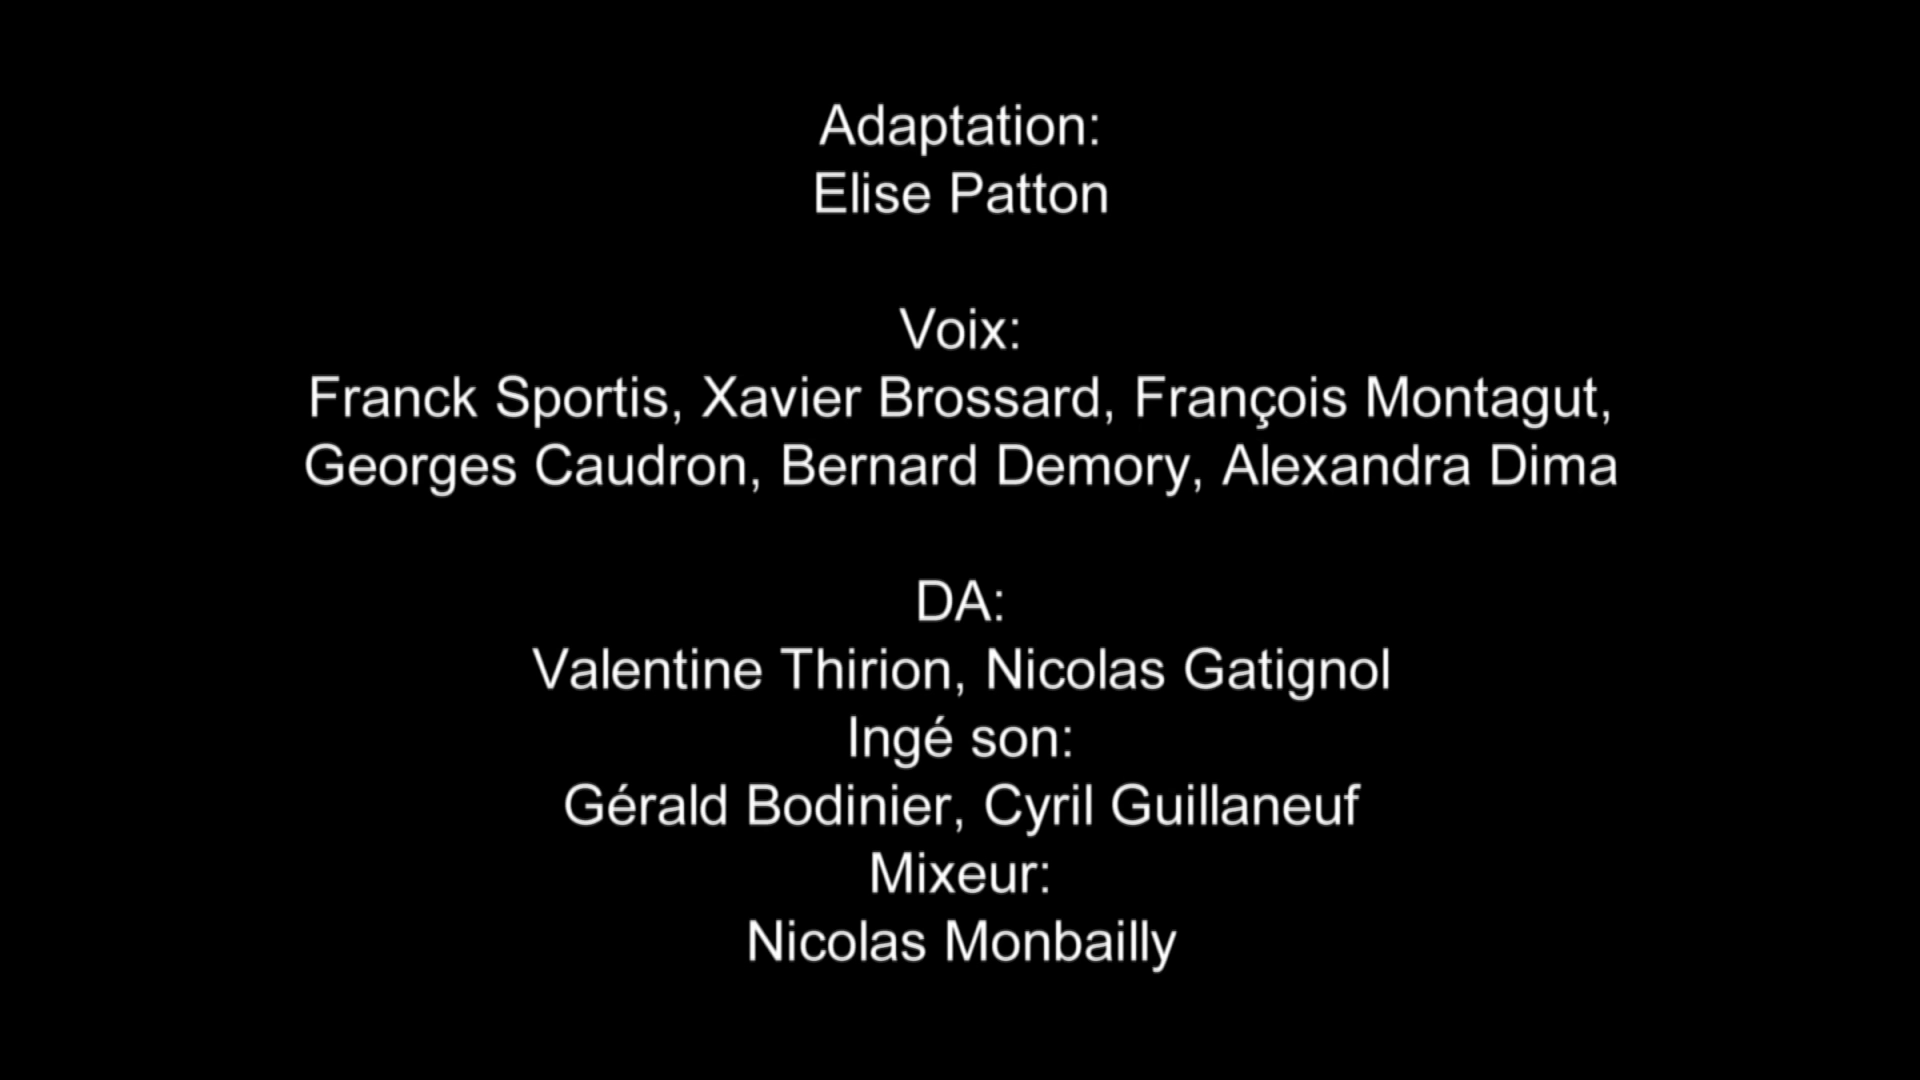 Adaptation:
Elise Patton
Voix:
Franck Sportis, Xavier Brossard, François Montagut,
Georges Caudron, Bernard Demory, Alexandra Dima
DA:
Valentine Thirion, Nicolas Gatignol
Ingé son:
Gérald Bodinier, Cyril Guillaneuf
Mixeur:
Nicolas Monbailly